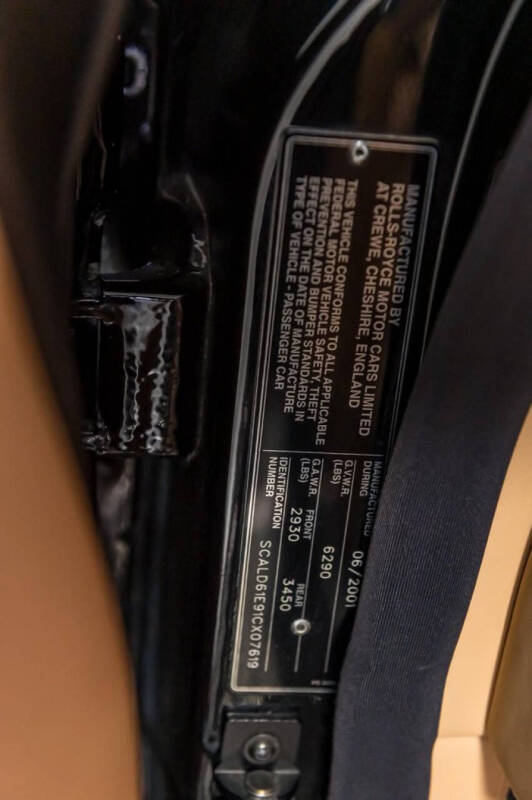 MANUFACTURED BY
ROLLS-ROYCE MOTOR CARS LIMITED
AT CREWE, CHESHIRE, ENGLAND
THIS VEHICLE CONFORMS TO ALL APPLICABLE
FEDERAL MOTOR VEHICLE SAFETY, THEFT
PREVENTION AND BUMPER STANDARDS IN
EFFECT ON THE DATE OF MANUFACTURE
TYPE OF VEHICLE - PASSENGER CAR
MANUFACTURED
DURING 06/2001
G.V.W.R. 6290
(LBS)
G.A.W.R. FRONT REAR
(LBS) 2930 3450
IDENTIFICATION
NUMBER SCALD61E91CX07619